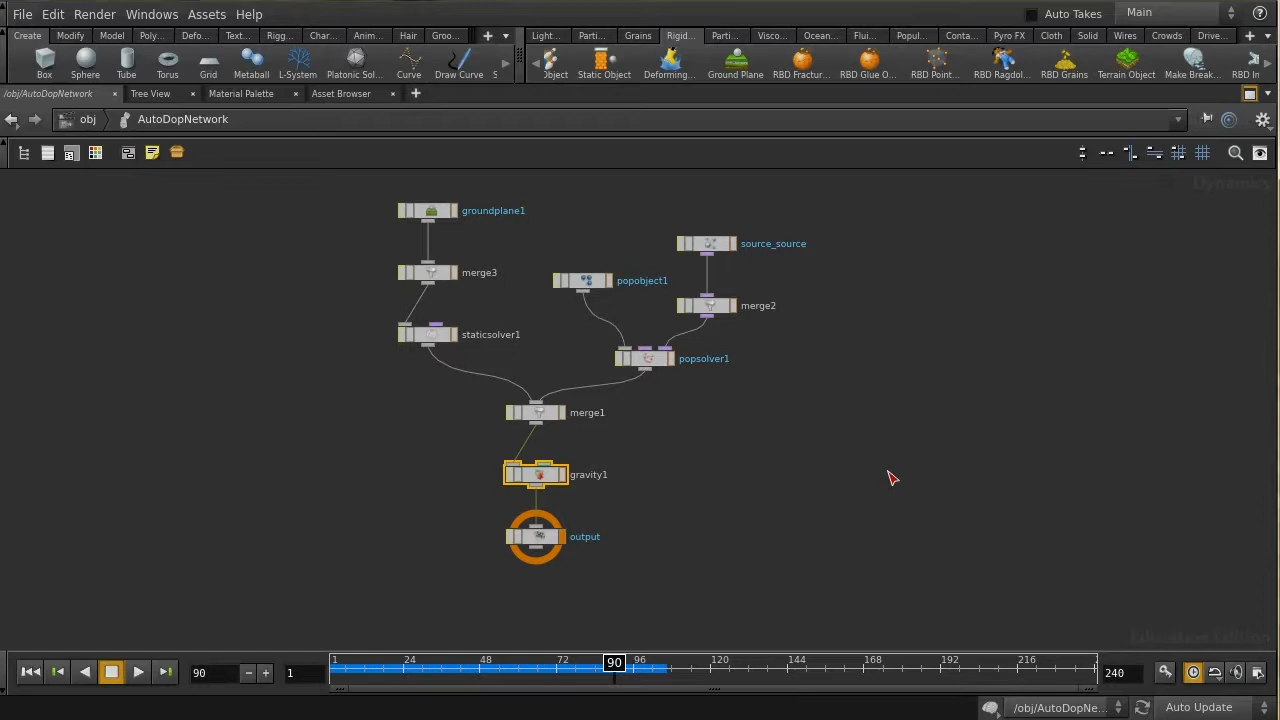 File Edit Render Windows Assets Help Auto Takes Main
Create Modify Model Poly... Defo... Text... Rigg... Char... Anim... Hair Groo... Light... Parti... Grains Rigid... Parti... Visco... Ocean... Flui... Popul... Conta... Pyro FX Cloth Solid Wires Crowds Drive...
Box Sphere Tube Torus Grid Metaball L-System Platonic Sol... Curve Draw Curve S Object Static Object Deforming... Ground Plane RBD Fractur... RBD Glue O... RBD Point... RBD Ragdol... RBD Grains Terrain Object Make Break... RBD In
/obj/AutoDopNetwork Tree View Material Palette Asset Browser
obj AutoDopNetwork
Dynamics
groundplane1
source_source
merge3
popobject1
merge2
staticsolver1
popsolver1
merge1
gravity1
output
Education Edition
90 1 1 24 48 72 90 96 120 144 168 192 216 240
/obj/AutoDopNe... Auto Update